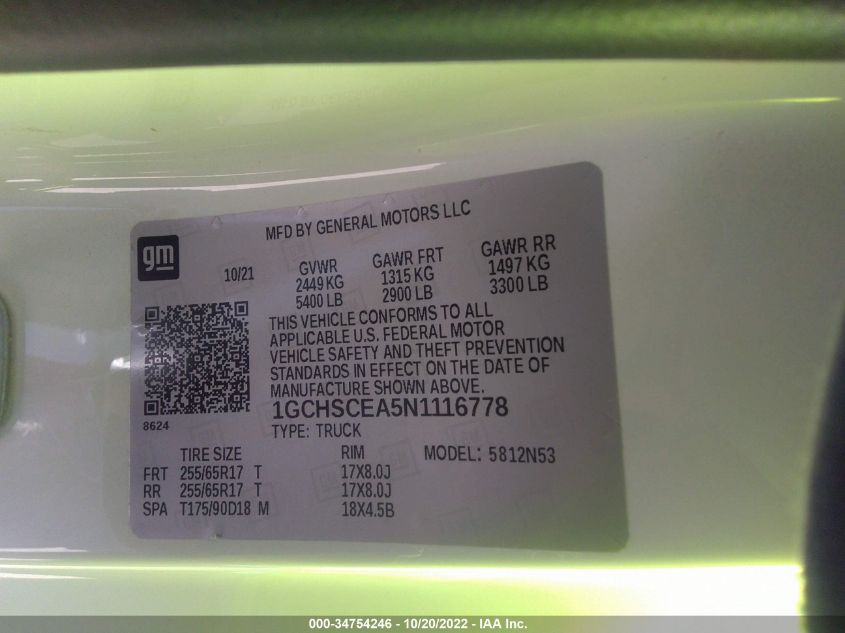 MFD BY GENERAL MOTORS LLC
gm
10/21
GVWR GAWR FRT GAWR RR
2449 KG 1315 KG 1497 KG
5400 LB 2900 LB 3300 LB
THIS VEHICLE CONFORMS TO ALL
APPLICABLE U.S. FEDERAL MOTOR
VEHICLE SAFETY AND THEFT PREVENTION
STANDARDS IN EFFECT ON THE DATE OF
MANUFACTURE SHOWN ABOVE.
1GCHSCEA5N1116778
8624
TYPE: TRUCK
TIRE SIZE RIM MODEL: 5812N53
FRT 255/65R17 T 17X8.0J
RR 255/65R17 T 17X8.0J
SPA T175/90D18 M 18X4.5B
000-34754246 - 10/20/2022 - IAA Inc.